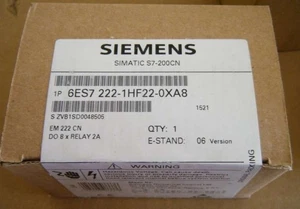 SIEMENS
SIMATIC S7-200CN
1P 6ES7 222-1HF22-0XA8
1521
S ZVB1SD0048505
EM 222 CN QTY: 1
DO 8 x RELAY 2A E-STAND: 06 Version